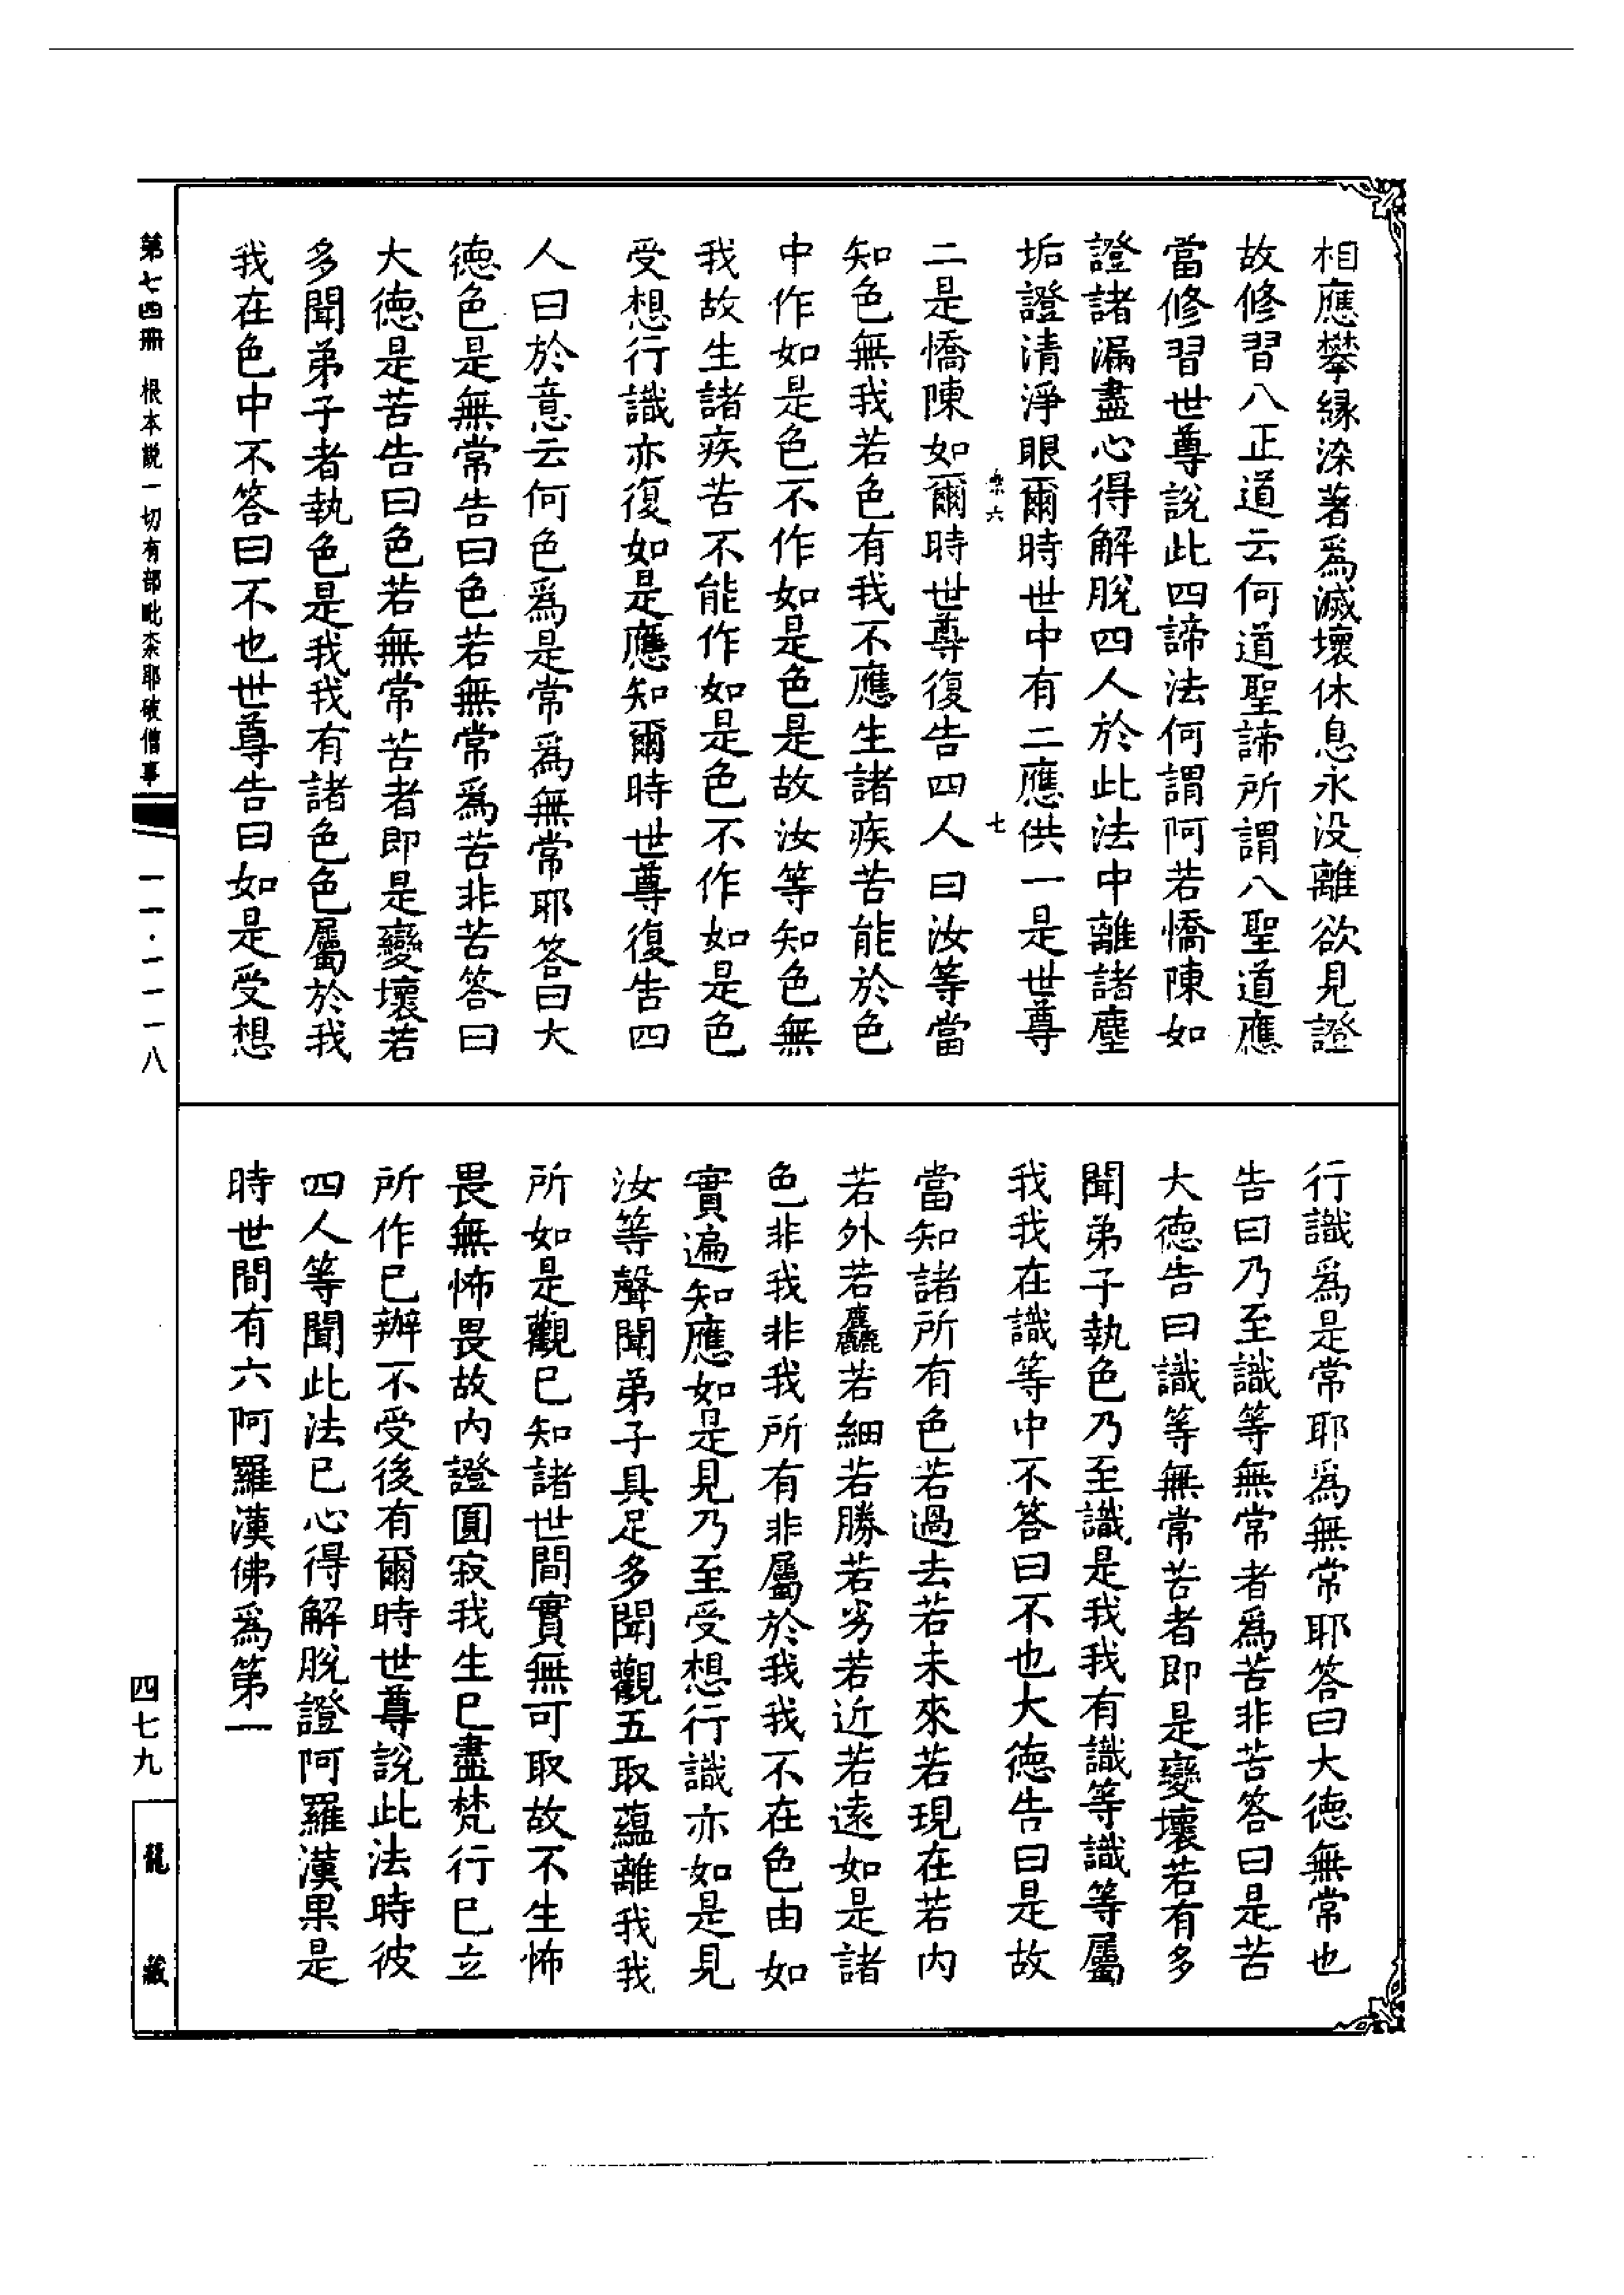 相應攀緣染著爲滅壞休息永没離欲見證
故修習八正道云何道聖諦所謂八聖道應
當修習世尊說此四諦法何謂阿若憍陳如
證諸漏盡心得解脫四人於此法中離諸塵
垢證清淨眼爾時世中有二應供一是世尊
六 七
二是憍陳如爾時世尊復告四人曰汝等當
知色無我若色有我不應生諸疾苦能於色
中作如是色不作如是色是故汝等知色無
我故生諸疾苦不能作如是色不作如是色
受想行識亦復如是應知爾時世尊復告四
人曰於意云何色爲是常爲無常耶答曰大
德色是無常告曰色若無常爲苦非苦答曰
大德是苦告曰色若無常苦者即是變壞若
多聞弟子者執色是我我有諸色色屬於我
我在色中不答曰不也世尊告曰如是受想
行識爲是常耶爲無常耶答曰大德無常也
告曰乃至識等無常者爲苦非苦答曰是苦
大德告曰識等無常苦者即是變壞若有多
聞弟子執色乃至識是我我有識等識等屬
我我在識等中不答曰不也大德告曰是故
當知諸所有色若過去若未來若現在若内
若外若麤若細若勝若劣若近若遠如是諸
色非我非我所有非屬於我我不在色由如
實遍知應如是見乃至受想行識亦如是見
汝等聲聞弟子具足多聞觀五取蘊離我我
所如是觀已知諸世間實無可取故不生怖
畏無怖畏故内證圓寂我生已盡梵行已立
所作已辦不受後有爾時世尊說此法時彼
四人等聞此法已心得解脫證阿羅漢果是
時世間有六阿羅漢佛爲第一
第七四册 根本説一切有部毗柰耶破僧事
一一·一一一八
四七九
龍藏